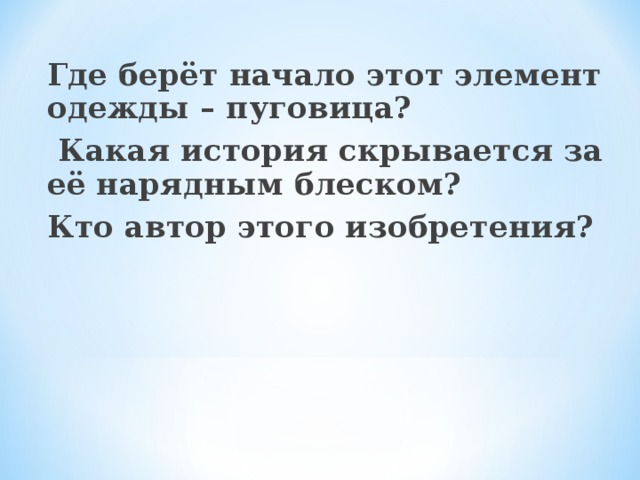 Где берёт начало этот элемент
одежды – пуговица?
Какая история скрывается за
её нарядным блеском?
Кто автор этого изобретения?